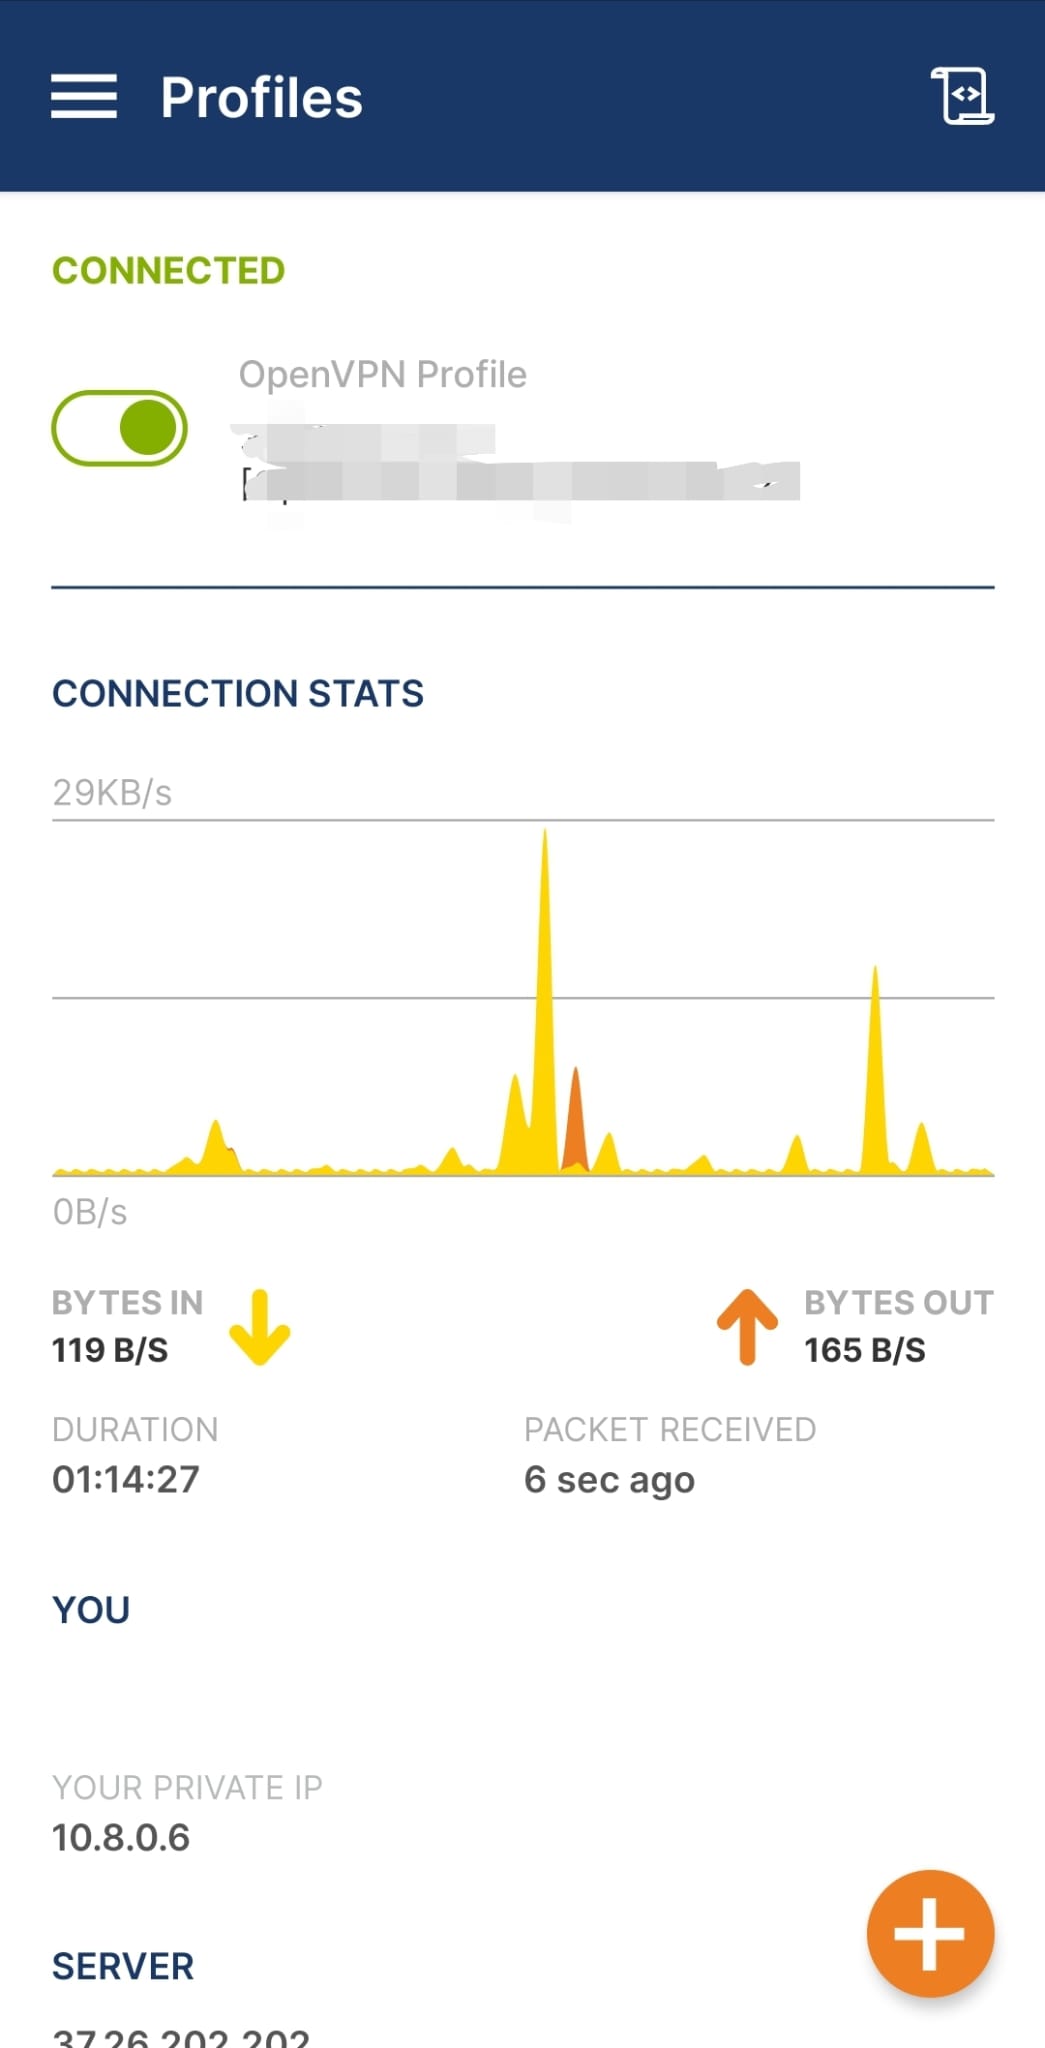 Profiles
CONNECTED
OpenVPN Profile
CONNECTION STATS
29KB/s
0B/s
BYTES IN
119 B/S
BYTES OUT
165 B/S
DURATION
01:14:27
PACKET RECEIVED
6 sec ago
YOU
YOUR PRIVATE IP
10.8.0.6
SERVER
37.26.202.202